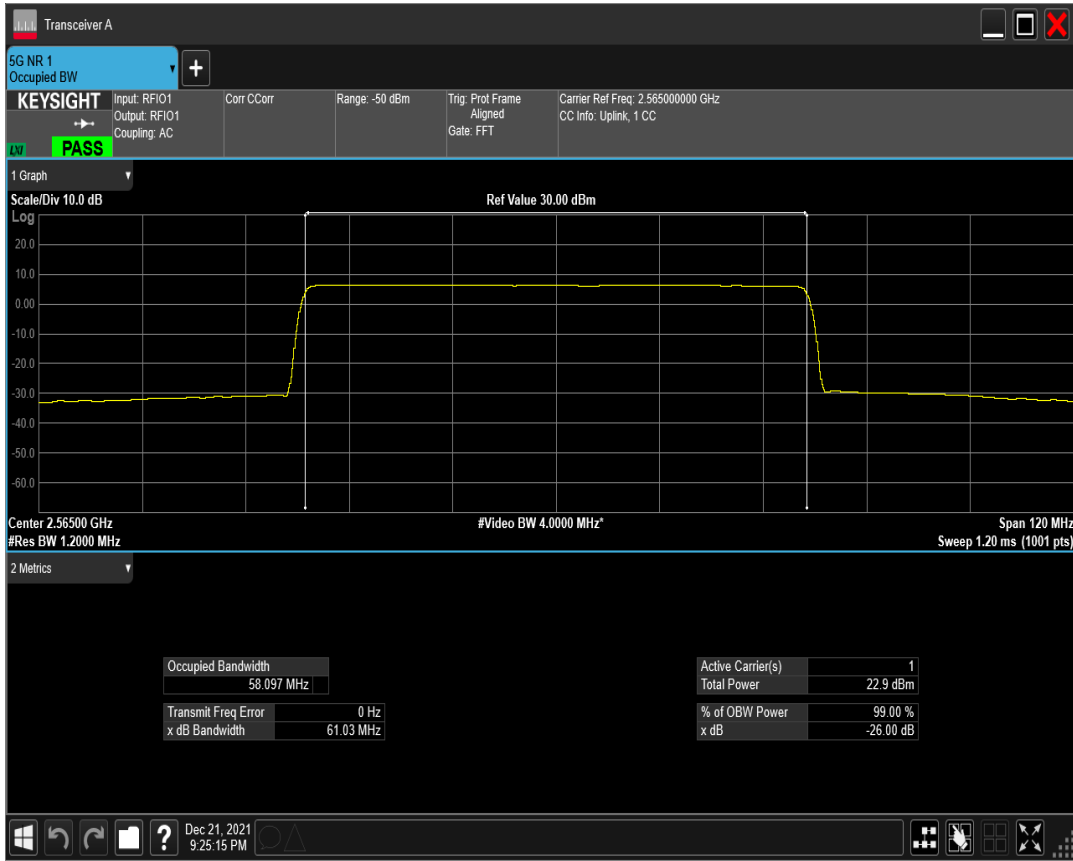 Transceiver A
5G NR 1
Occupied BW
KEYSIGHT
LXI
PASS
Input: RFIO1
Output: RFIO1
Coupling: AC
Corr CCorr
Range: -50 dBm
Trig: Prot Frame
Aligned
Gate: FFT
Carrier Ref Freq: 2.565000000 GHz
CC Info: Uplink, 1 CC
1 Graph
Scale/Div 10.0 dB
Ref Value 30.00 dBm
Log
20.0
10.0
0.00
-10.0
-20.0
-30.0
-40.0
-50.0
-60.0
Center 2.56500 GHz
#Video BW 4.0000 MHz*
Span 120 MHz
#Res BW 1.2000 MHz
Sweep 1.20 ms (1001 pts)
2 Metrics
Occupied Bandwidth
58.097 MHz
Transmit Freq Error 0 Hz
x dB Bandwidth 61.03 MHz
Active Carrier(s) 1
Total Power 22.9 dBm
% of OBW Power 99.00 %
x dB -26.00 dB
?
Dec 21, 2021
9:25:15 PM